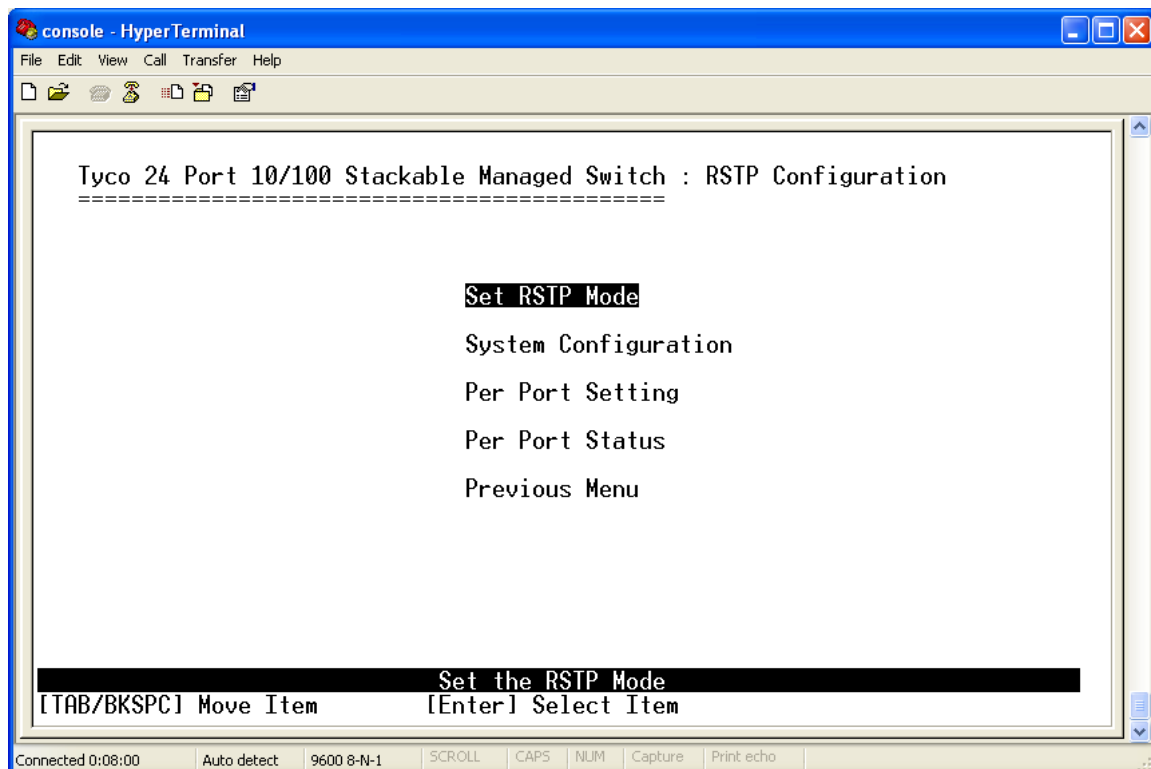 console - HyperTerminal
File Edit View Call Transfer Help
Tyco 24 Port 10/100 Stackable Managed Switch : RSTP Configuration
============================================
Set RSTP Mode
System Configuration
Per Port Setting
Per Port Status
Previous Menu
Set the RSTP Mode
[TAB/BKSPC] Move Item [Enter] Select Item
Connected 0:08:00 Auto detect 9600 8-N-1 SCROLL CAPS NUM Capture Print echo